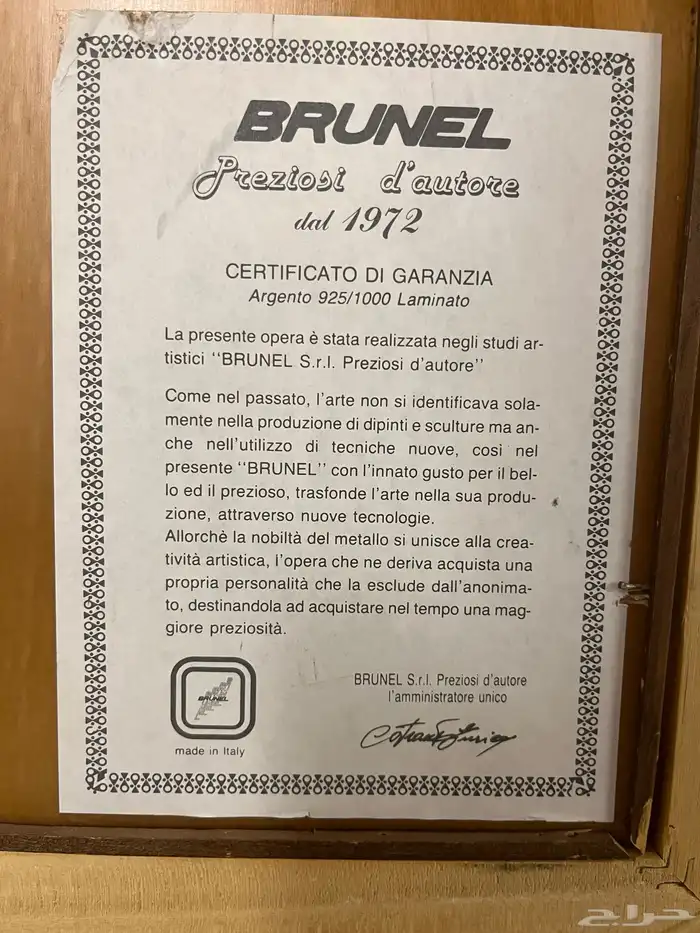 BRUNEL
Preziosi d'autore
dal 1972
CERTIFICATO DI GARANZIA
Argento 925/1000 Laminato
La presente opera è stata realizzata negli studi ar-
tistici ''BRUNEL S.r.l. Preziosi d'autore''
Come nel passato, l'arte non si identificava sola-
mente nella produzione di dipinti e sculture ma an-
che nell'utilizzo di tecniche nuove, cosi nel
presente ''BRUNEL'' con l'innato gusto per il bel-
lo ed il prezioso, trasfonde l'arte nella sua produ-
zione, attraverso nuove tecnologie.
Allorchè la nobiltà del metallo si unisce alla crea-
tività artistica, l'opera che ne deriva acquista una
propria personalità che la esclude dall'anonima-
to, destinandola ad acquistare nel tempo una mag-
giore preziosità.
BRUNEL
made in Italy
BRUNEL S.r.l. Preziosi d'autore
l'amministratore unico
حراج